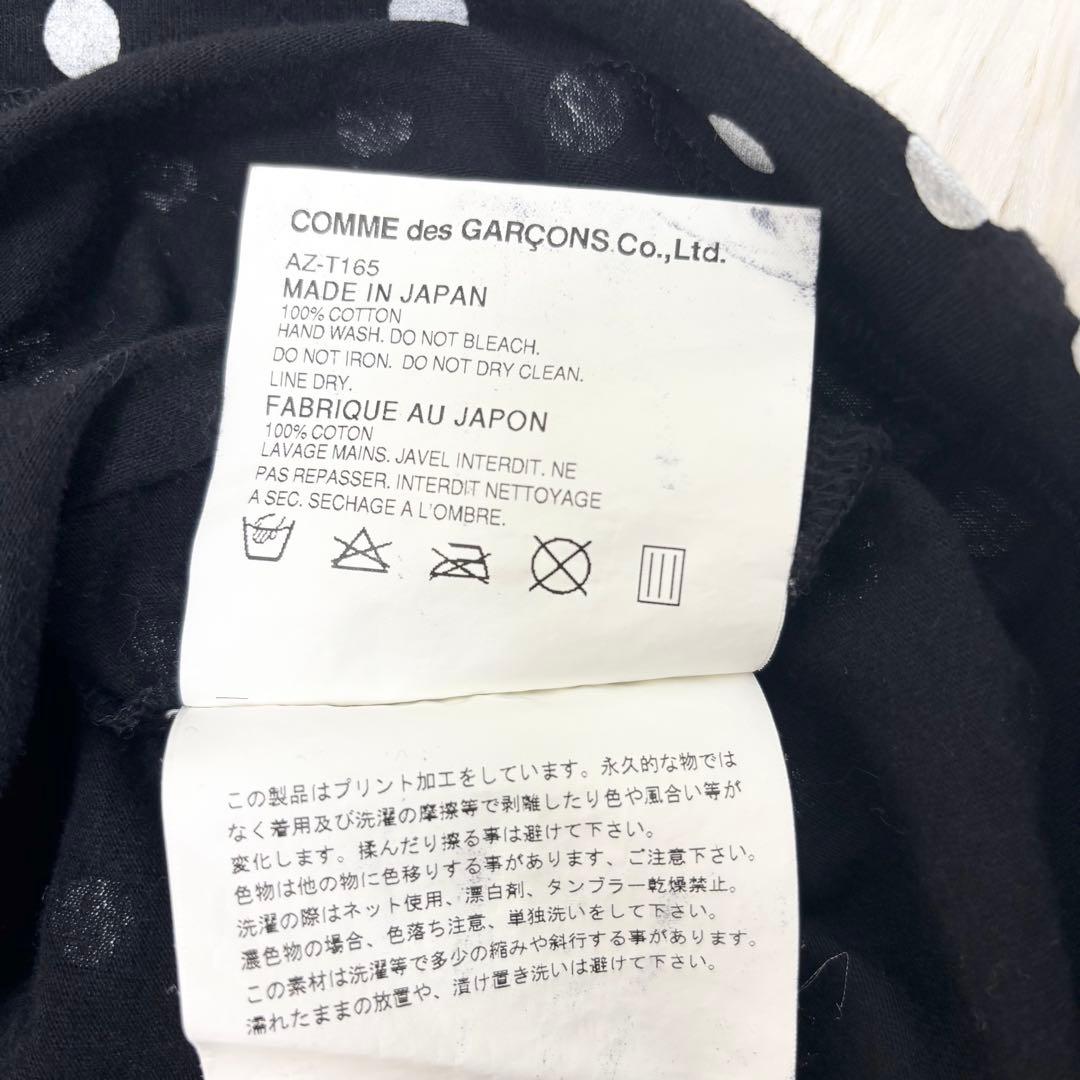 COMME des GARÇONS Co.,Ltd.
AZ-T165
MADE IN JAPAN
100% COTTON
HAND WASH. DO NOT BLEACH.
DO NOT IRON. DO NOT DRY CLEAN.
LINE DRY.
FABRIQUE AU JAPON
100% COTON
LAVAGE MAINS. JAVEL INTERDIT. NE
PAS REPASSER. INTERDIT NETTOYAGE
A SEC. SECHAGE A L'OMBRE.
この製品はプリント加工をしています。永久的な物では
なく着用及び洗濯の摩擦等で剥離したり色や風合い等が
変化します。揉んだり擦る事は避けて下さい。
色物は他の物に色移りする事があります、ご注意下さい。
洗濯の際はネット使用、漂白剤、タンブラー乾燥禁止。
濃色物の場合、色落ち注意、単独洗いをして下さい。
この素材は洗濯等で多少の縮みや斜行する事があります。
濡れたままの放置や、漬け置き洗いは避けて下さい。